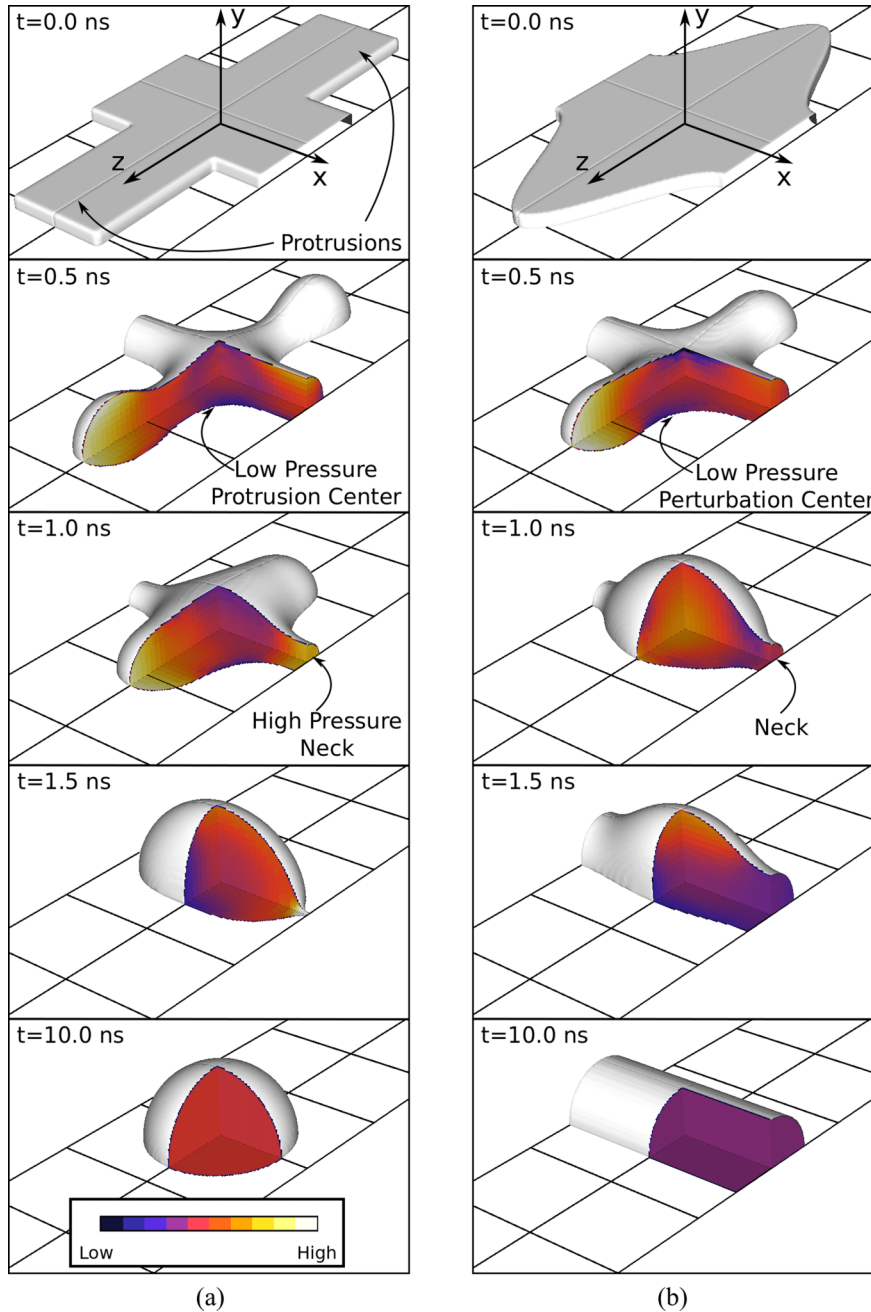 t=0.0 ns
y
z
x
Protrusions
t=0.5 ns
Low Pressure
Protrusion Center
t=1.0 ns
High Pressure
Neck
t=1.5 ns
t=10.0 ns
Low
High
(a)
t=0.0 ns
y
z
x
t=0.5 ns
Low Pressure
Perturbation Center
t=1.0 ns
Neck
t=1.5 ns
t=10.0 ns
(b)